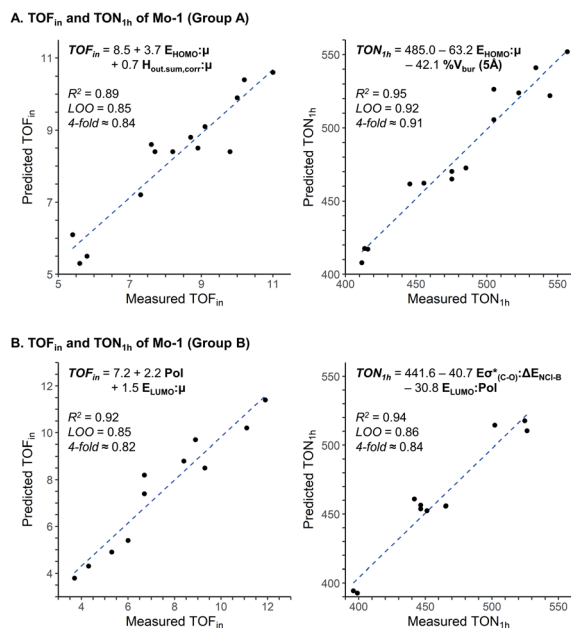 A. TOFin and TON1h of Mo-1 (Group A)
TOFin = 8.5 + 3.7 EHOMO:μ
+ 0.7 Hout.sum,corr:μ
R² = 0.89
LOO = 0.85
4-fold ≈ 0.84
11
9
7
5
Predicted TOFin
5 6 7 8 9 10 11
Measured TOFin
TON1h = 485.0 – 63.2 EHOMO:μ
– 42.1 %Vbur (5Å)
R² = 0.95
LOO = 0.92
4-fold ≈ 0.91
550
500
450
400
Predicted TON1h
400 450 500 550
Measured TON1h
B. TOFin and TON1h of Mo-1 (Group B)
TOFin = 7.2 + 2.2 Pol
+ 1.5 ELUMO:μ
R² = 0.92
LOO = 0.85
4-fold ≈ 0.82
12
10
8
6
4
Predicted TOFin
4 6 8 10 12
Measured TOFin
TON1h = 441.6 – 40.7 Eσ*(C-O):ΔENCI-B
– 30.8 ELUMO:Pol
R² = 0.94
LOO = 0.86
4-fold ≈ 0.84
550
500
450
400
Predicted TON1h
400 450 500 550
Measured TON1h